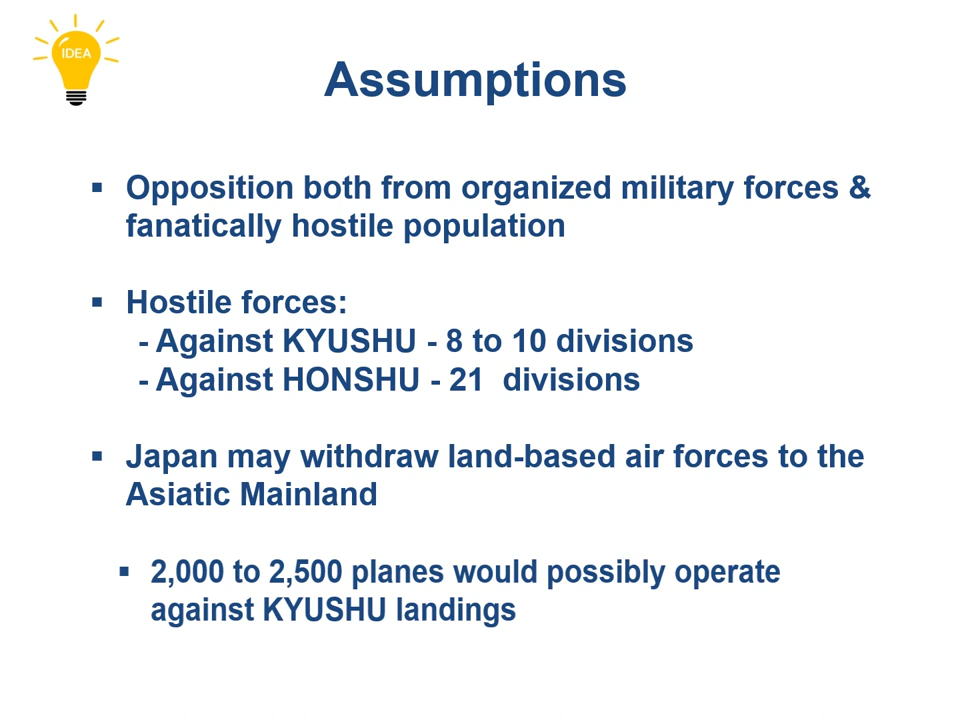 IDEA
Assumptions
▪ Opposition both from organized military forces &
fanatically hostile population
▪ Hostile forces:
- Against KYUSHU - 8 to 10 divisions
- Against HONSHU - 21  divisions
▪ Japan may withdraw land-based air forces to the
Asiatic Mainland
▪ 2,000 to 2,500 planes would possibly operate
against KYUSHU landings